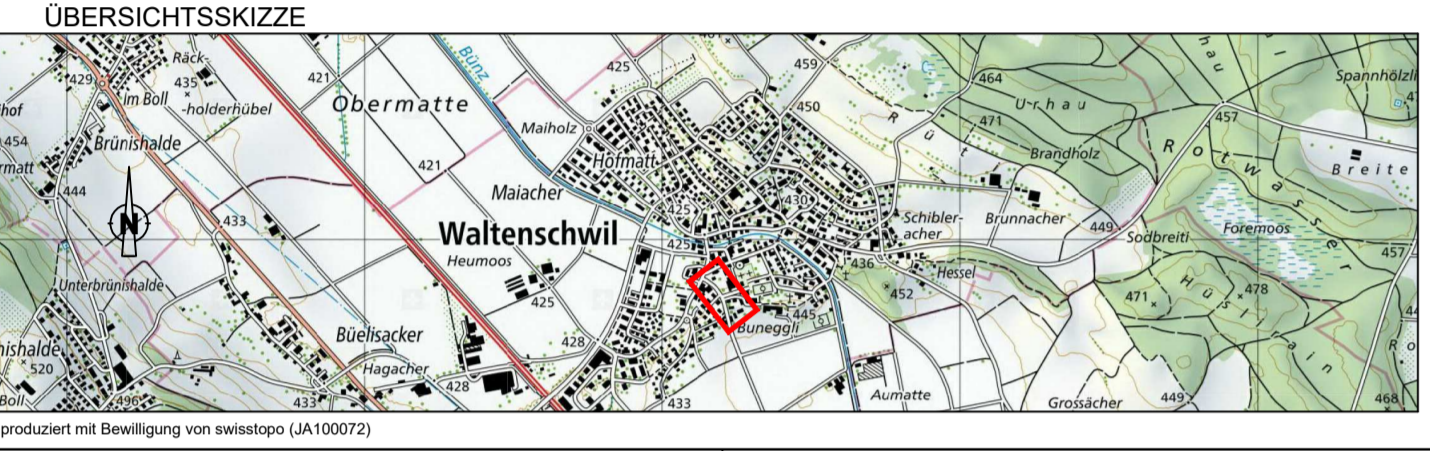 ÜBERSICHTSSKIZZE
Bünz
459
425
Räck-
429
435
421
464
Spannhölzli
Im Boll
-holderhübel
Obermatte
450
U-rhau
hof
471
457
Maiholz
Rüti
454
Brünishalde
Rotwasser
Hofmatt
Brandholz
Breite
rmatt
421
444
Maiacher
430
425
433
Schibler-
acher
Brunnacher
449
Foremoos
Waltenschwil
425
Sodbreiti
457
Heumoos
436
Hessel
Unterbrünishalde
452
471
478
Hüslirain
425
445
Buneggli
Büelisacker
428
nishalde
520
Hagacher
428
Aumatte
Boll
496
433
433
Grossächer
449
468
N
produziert mit Bewilligung von swisstopo (JA100072)